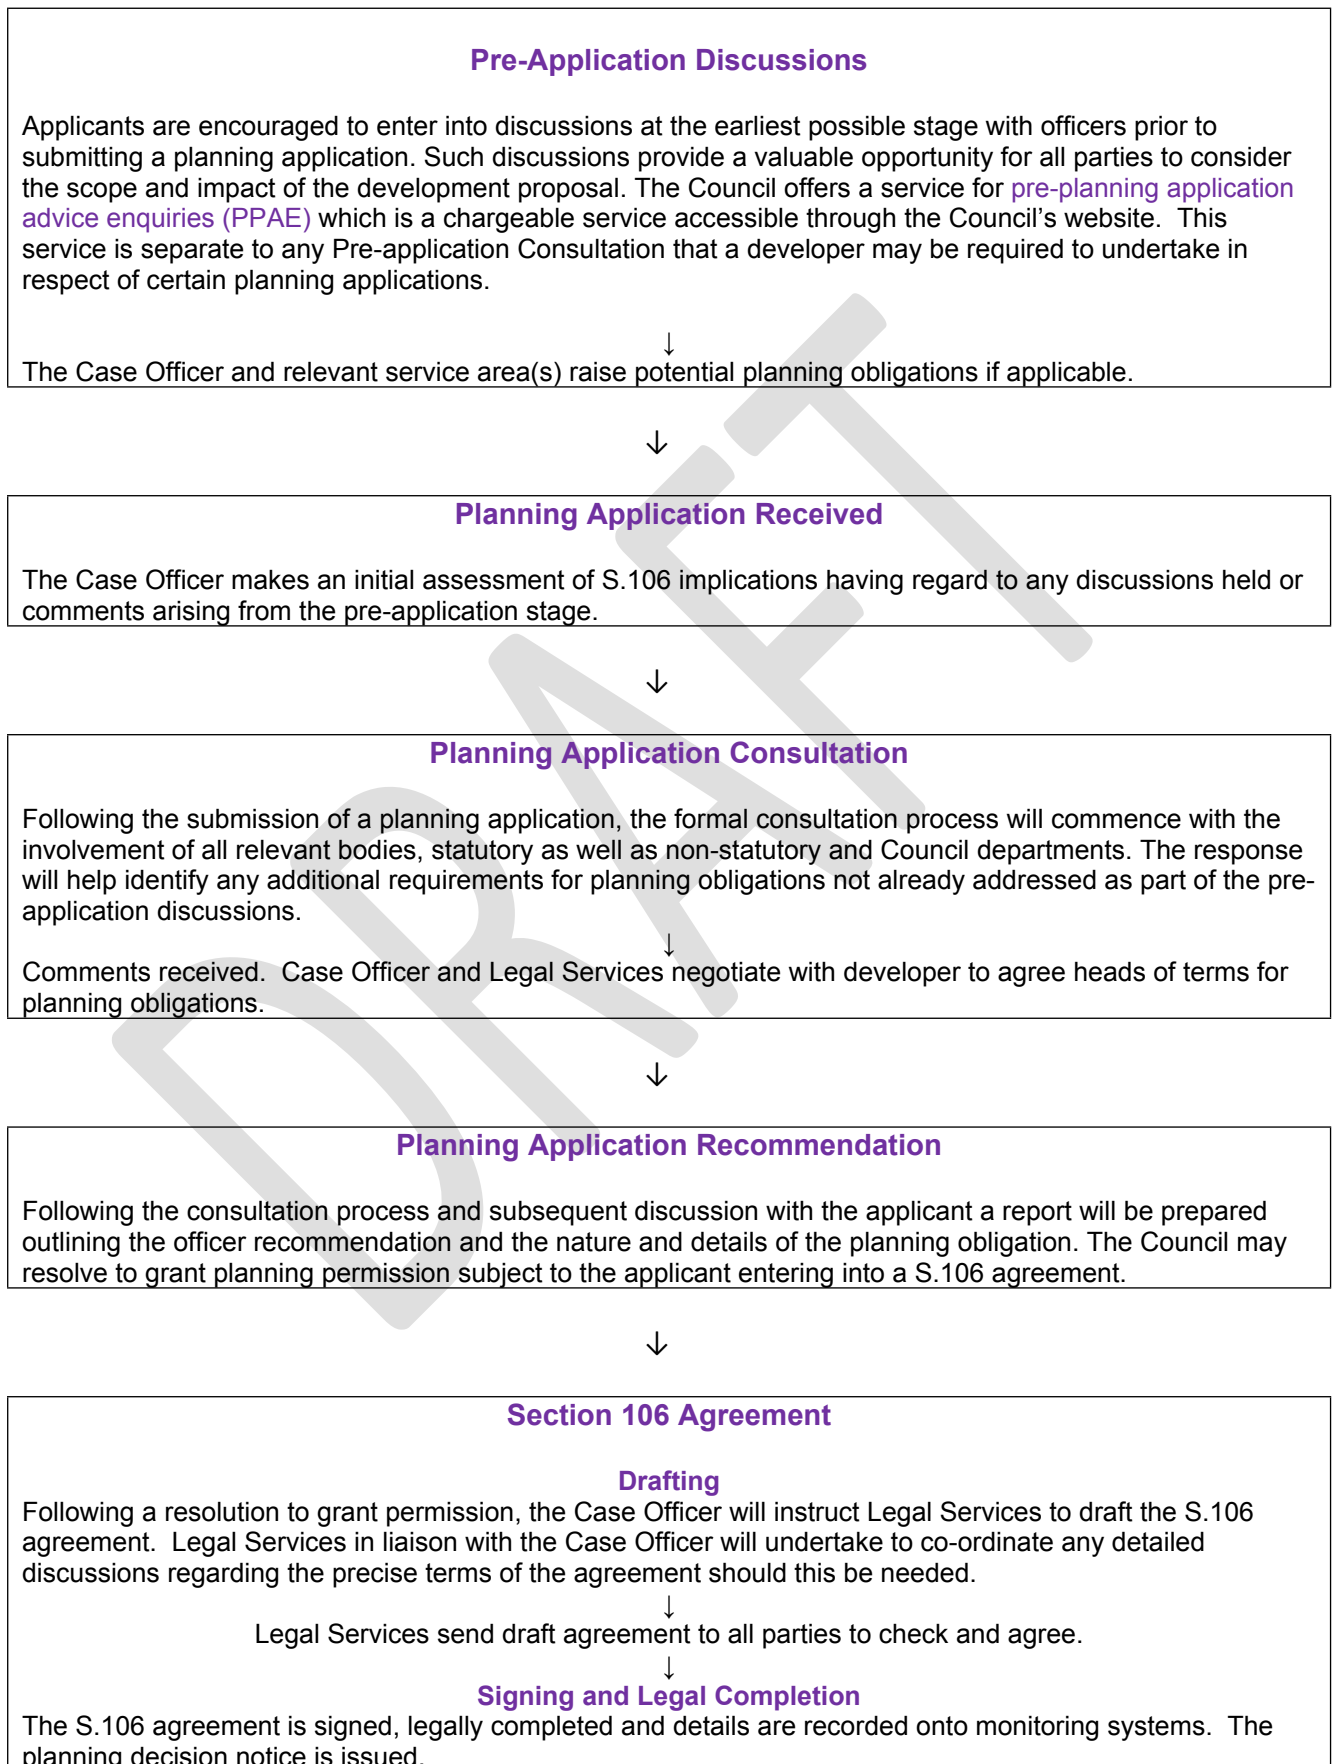 Pre-Application Discussions
Applicants are encouraged to enter into discussions at the earliest possible stage with officers prior to
submitting a planning application. Such discussions provide a valuable opportunity for all parties to consider
the scope and impact of the development proposal. The Council offers a service for pre-planning application
advice enquiries (PPAE) which is a chargeable service accessible through the Council's website.  This
service is separate to any Pre-application Consultation that a developer may be required to undertake in
respect of certain planning applications.
↓
The Case Officer and relevant service area(s) raise potential planning obligations if applicable.
↓
Planning Application Received
The Case Officer makes an initial assessment of S.106 implications having regard to any discussions held or
comments arising from the pre-application stage.
↓
Planning Application Consultation
Following the submission of a planning application, the formal consultation process will commence with the
involvement of all relevant bodies, statutory as well as non-statutory and Council departments. The response
will help identify any additional requirements for planning obligations not already addressed as part of the pre-
application discussions.
↓
Comments received.  Case Officer and Legal Services negotiate with developer to agree heads of terms for
planning obligations.
↓
Planning Application Recommendation
Following the consultation process and subsequent discussion with the applicant a report will be prepared
outlining the officer recommendation and the nature and details of the planning obligation. The Council may
resolve to grant planning permission subject to the applicant entering into a S.106 agreement.
↓
Section 106 Agreement
Drafting
Following a resolution to grant permission, the Case Officer will instruct Legal Services to draft the S.106
agreement.  Legal Services in liaison with the Case Officer will undertake to co-ordinate any detailed
discussions regarding the precise terms of the agreement should this be needed.
↓
Legal Services send draft agreement to all parties to check and agree.
↓
Signing and Legal Completion
The S.106 agreement is signed, legally completed and details are recorded onto monitoring systems.  The
planning decision notice is issued.
DRAFT